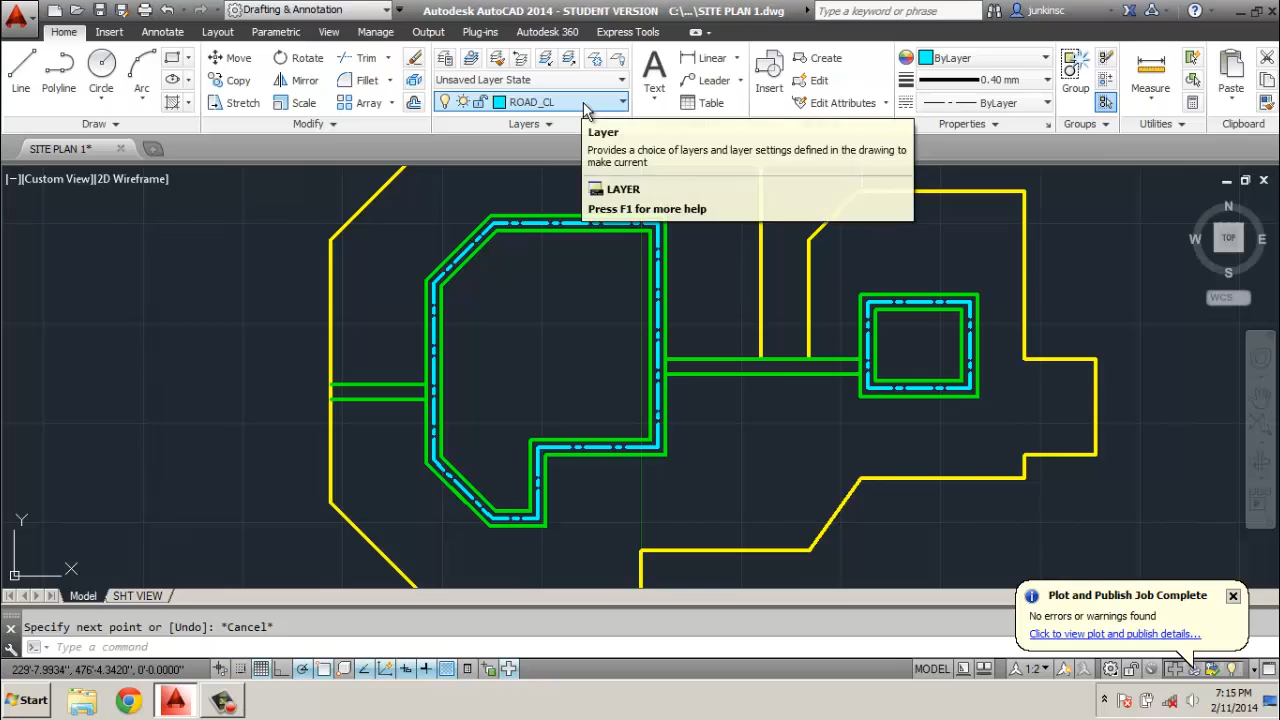 Drafting & Annotation
Autodesk AutoCAD 2014 - STUDENT VERSION C:\...\SITE PLAN 1.dwg
Type a keyword or phrase
junkinsc
Home Insert Annotate Layout Parametric View Manage Output Plug-ins Autodesk 360 Express Tools
Line
Polyline
Circle
Arc
Draw
Move
Rotate
Trim
Copy
Mirror
Fillet
Stretch
Scale
Array
Modify
Unsaved Layer State
ROAD_CL
Layers
Text
Linear
Leader
Table
Insert
Create
Edit
Edit Attributes
ByLayer
0.40 mm
ByLayer
Properties
Group
Groups
Measure
Utilities
Paste
Clipboard
SITE PLAN 1*
[−][Custom View][2D Wireframe]
Layer
Provides a choice of layers and layer settings defined in the drawing to
make current
LAYER
Press F1 for more help
N
W TOP E
S
WCS
Y
X
Model SHT VIEW
Specify next point or [Undo]: *Cancel*
Type a command
229'-7.9934", 476'-4.3420", 0'-0.0000"
MODEL
1:2
Plot and Publish Job Complete
No errors or warnings found
Click to view plot and publish details...
Start
7:15 PM
2/11/2014